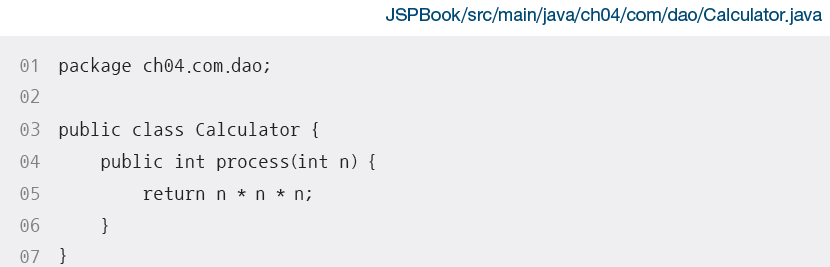 JSPBook/src/main/java/ch04/com/dao/Calculator.java
01 package ch04.com.dao;
02
03 public class Calculator {
04     public int process(int n) {
05         return n * n * n;
06     }
07 }